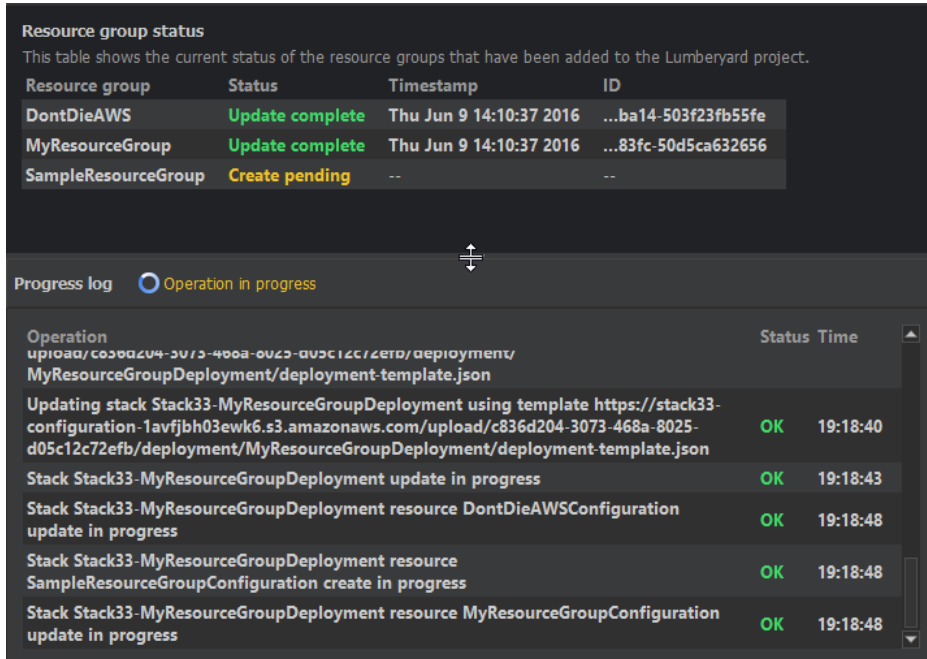 Resource group status
This table shows the current status of the resource groups that have been added to the Lumberyard project.
Resource group Status Timestamp ID
DontDieAWS Update complete Thu Jun 9 14:10:37 2016 ...ba14-503f23fb55fe
MyResourceGroup Update complete Thu Jun 9 14:10:37 2016 ...83fc-50d5ca632656
SampleResourceGroup Create pending -- --
Progress log Operation in progress
Operation Status Time
upload/c836d204-3073-468a-8025-d05c12c72efb/deployment/
MyResourceGroupDeployment/deployment-template.json
Updating stack Stack33-MyResourceGroupDeployment using template https://stack33-
configuration-1avfjbh03ewk6.s3.amazonaws.com/upload/c836d204-3073-468a-8025-
d05c12c72efb/deployment/MyResourceGroupDeployment/deployment-template.json OK 19:18:40
Stack Stack33-MyResourceGroupDeployment update in progress OK 19:18:43
Stack Stack33-MyResourceGroupDeployment resource DontDieAWSConfiguration
update in progress OK 19:18:48
Stack Stack33-MyResourceGroupDeployment resource
SampleResourceGroupConfiguration create in progress OK 19:18:48
Stack Stack33-MyResourceGroupDeployment resource MyResourceGroupConfiguration
update in progress OK 19:18:48